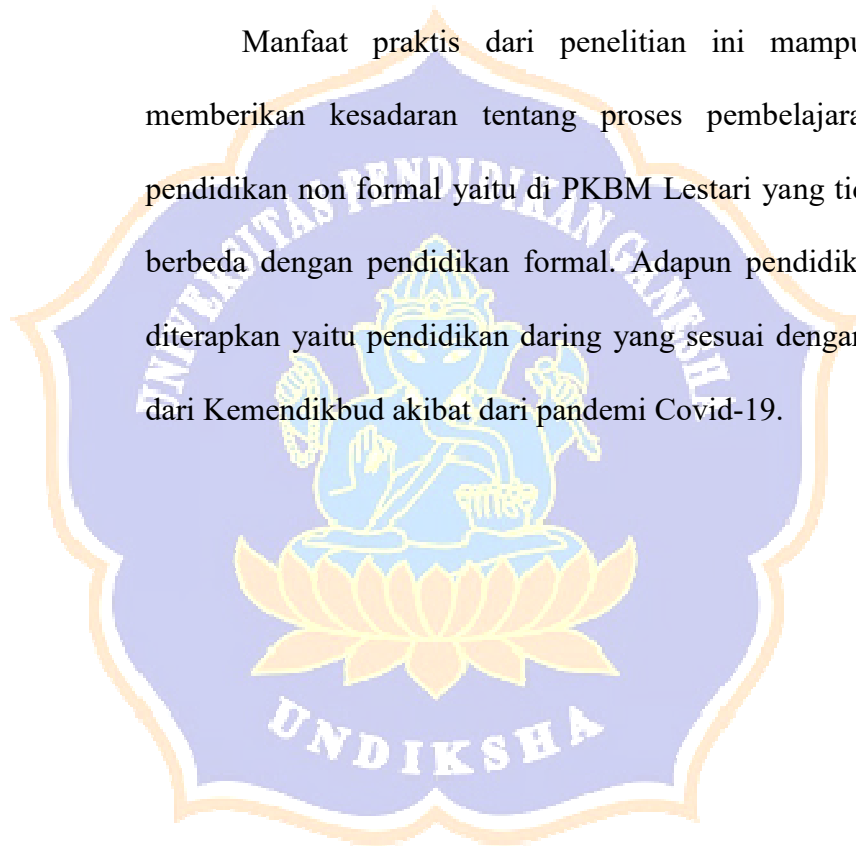 Manfaat praktis dari penelitian ini mampu
memberikan kesadaran tentang proses pembelajara
pendidikan non formal yaitu di PKBM Lestari yang tid
berbeda dengan pendidikan formal. Adapun pendidik
diterapkan yaitu pendidikan daring yang sesuai dengan
dari Kemendikbud akibat dari pandemi Covid-19.
UNIVERSITAS PENDIDIKAN GANESHA
UNDIKSHA